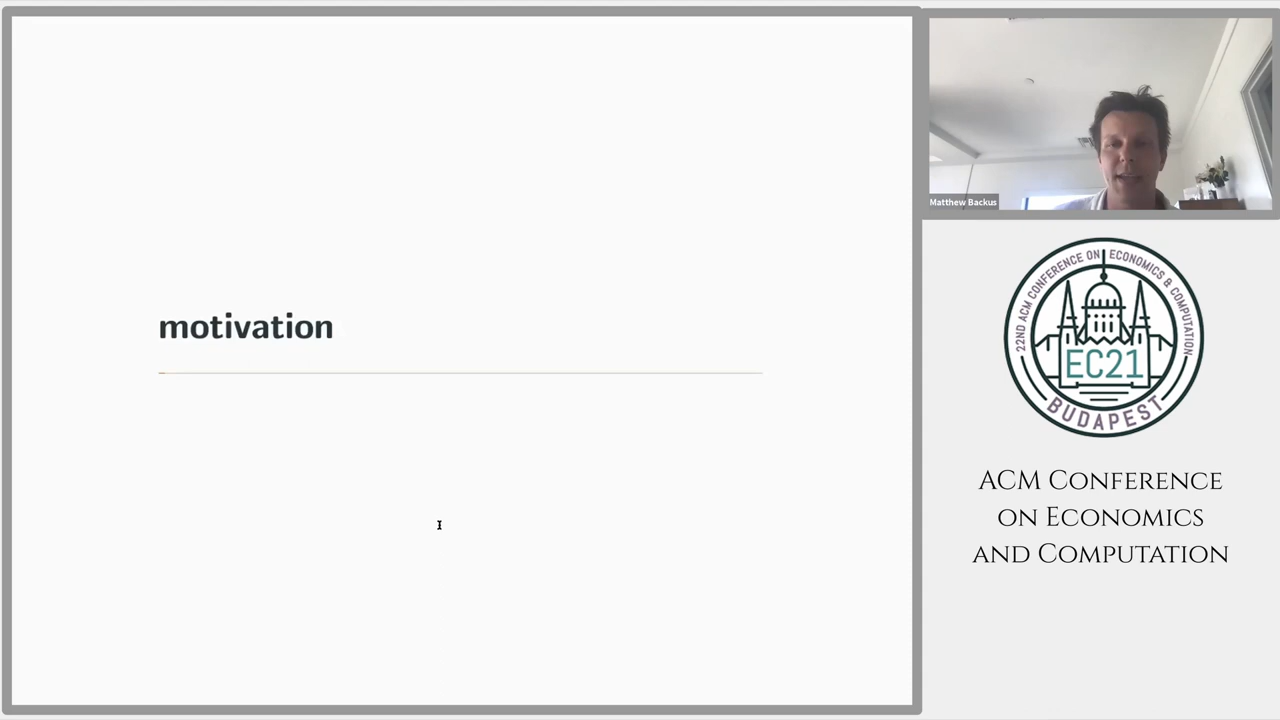 motivation
Matthew Backus
22ND ACM CONFERENCE ON ECONOMICS & COMPUTATION
EC21
BUDAPEST
ACM Conference
on Economics
and Computation